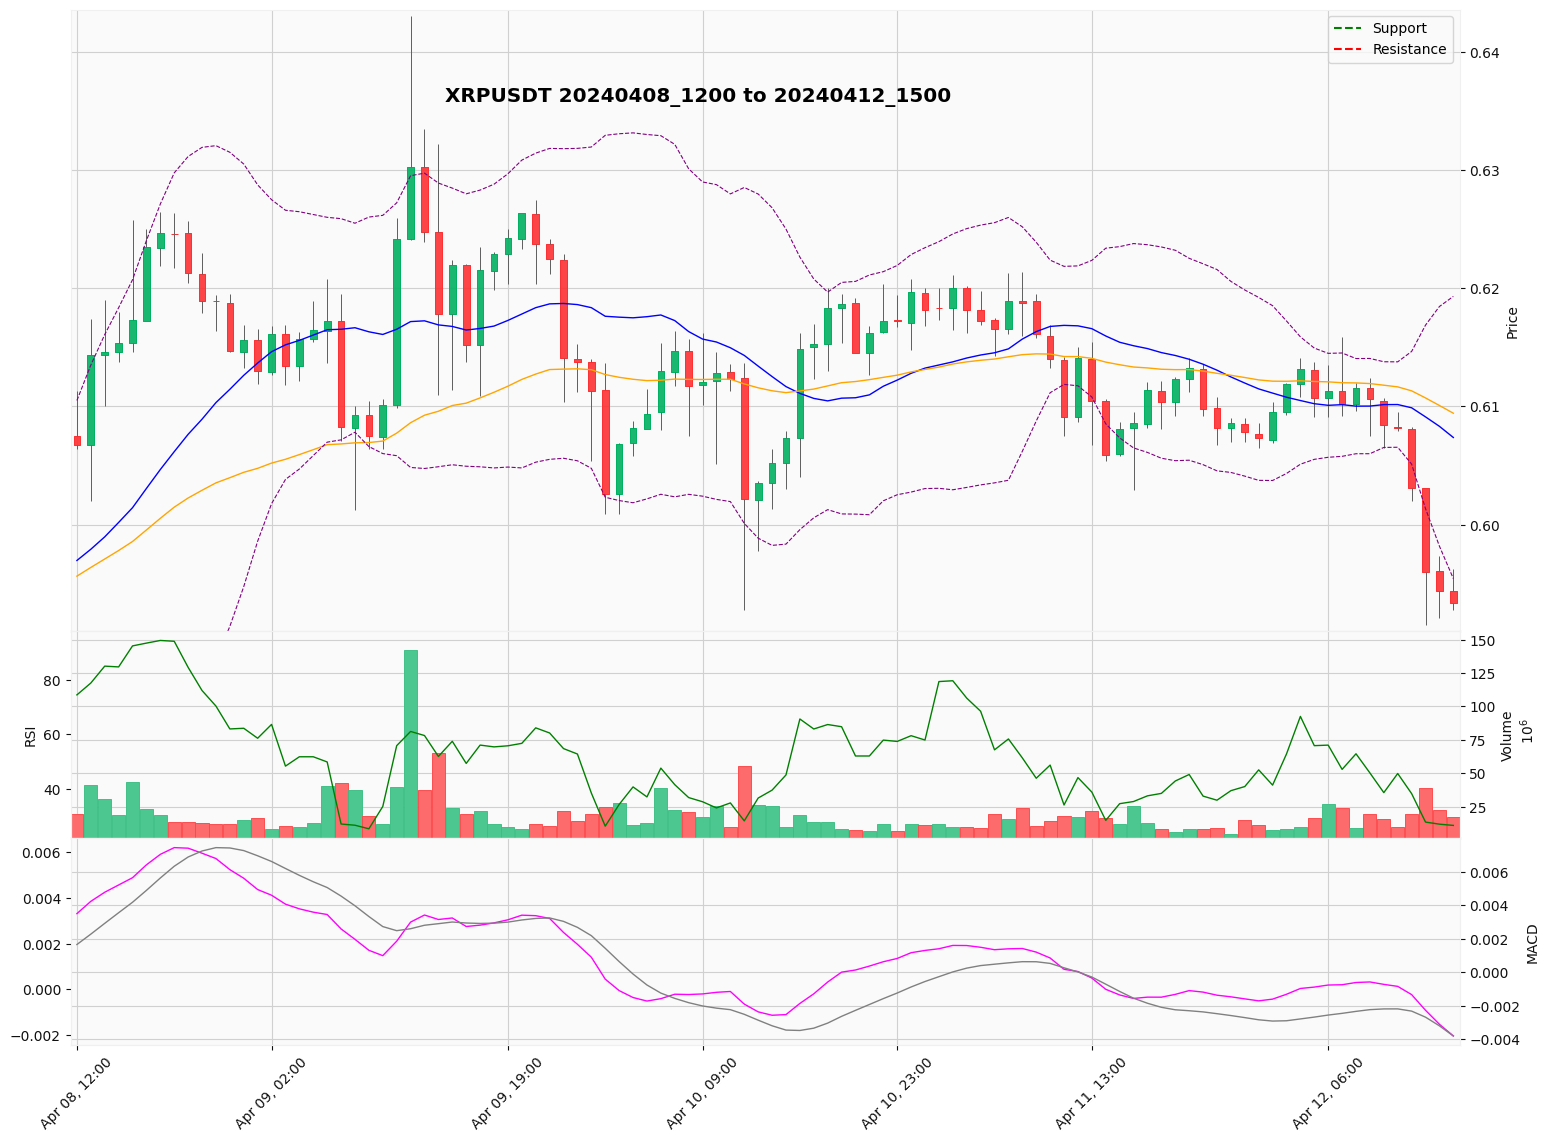 XRPUSDT 20240408_1200 to 20240412_1500
Support
Resistance
0.64
0.63
0.62
0.61
0.60
Price
80
60
40
RSI
150
125
100
75
50
25
Volume
10⁶
0.006
0.004
0.002
0.000
−0.002
0.006
0.004
0.002
0.000
−0.002
−0.004
MACD
Apr 08, 12:00
Apr 09, 02:00
Apr 09, 19:00
Apr 10, 09:00
Apr 10, 23:00
Apr 11, 13:00
Apr 12, 06:00